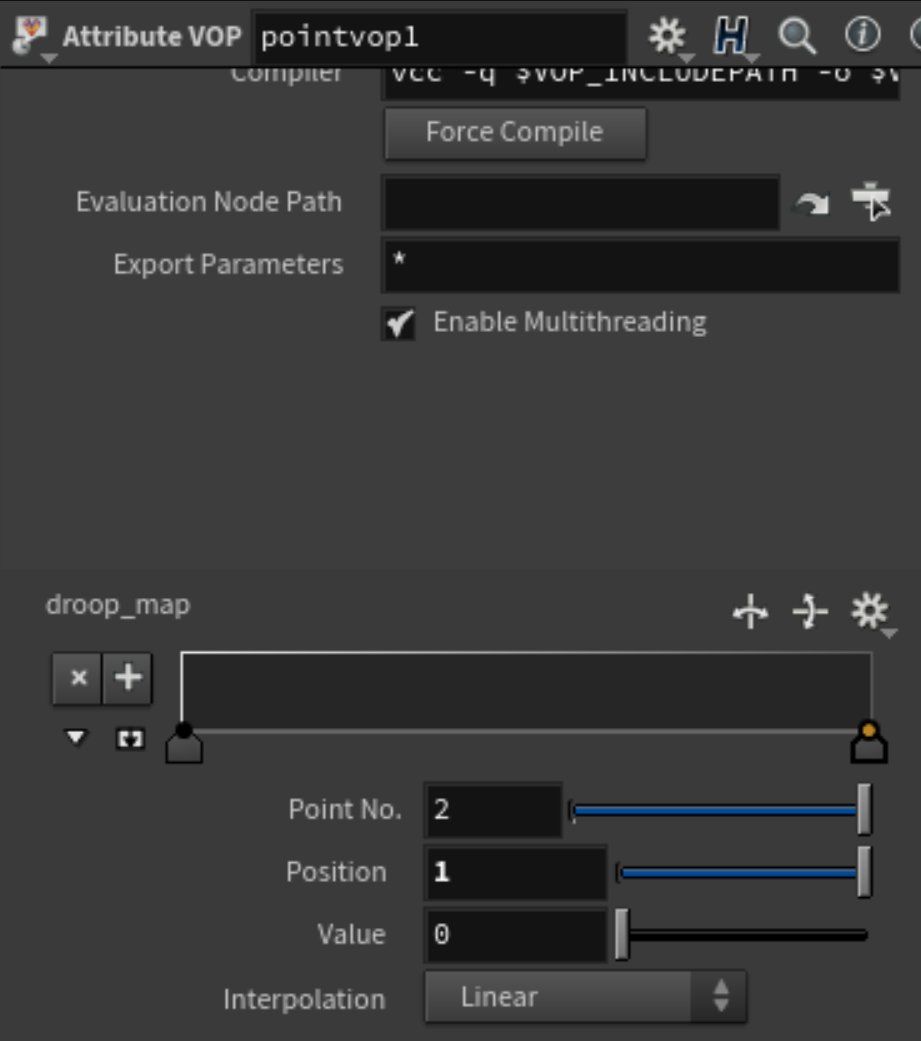 Attribute VOP pointvop1
Compiler vcc -q $VOP_INCLUDEPATH -o $V
Force Compile
Evaluation Node Path
Export Parameters *
Enable Multithreading
droop_map
Point No. 2
Position 1
Value 0
Interpolation Linear